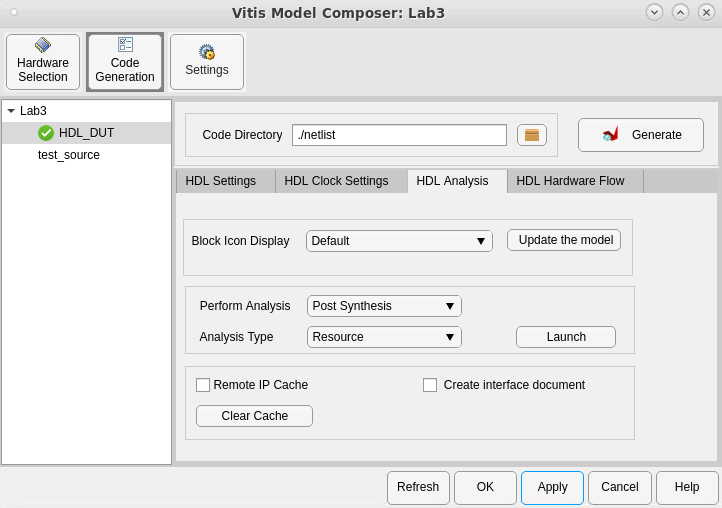 Vitis Model Composer: Lab3
Hardware
Selection
Code
Generation
Settings
Lab3
HDL_DUT
test_source
Code Directory
./netlist
Generate
HDL Settings
HDL Clock Settings
HDL Analysis
HDL Hardware Flow
Block Icon Display
Default
Update the model
Perform Analysis
Post Synthesis
Analysis Type
Resource
Launch
Remote IP Cache
Create interface document
Clear Cache
Refresh
OK
Apply
Cancel
Help